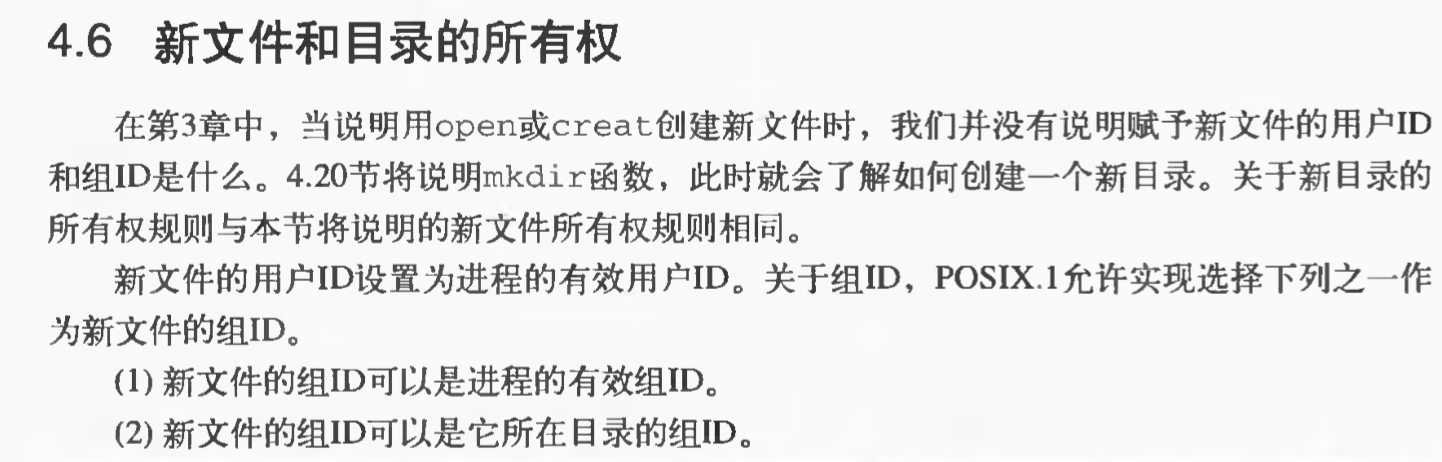 4.6 新文件和目录的所有权
在第3章中，当说明用open或creat创建新文件时，我们并没有说明赋予新文件的用户ID
和组ID是什么。4.20节将说明mkdir函数，此时就会了解如何创建一个新目录。关于新目录的
所有权规则与本节将说明的新文件所有权规则相同。
新文件的用户ID设置为进程的有效用户ID。关于组ID，POSIX.1允许实现选择下列之一作
为新文件的组ID。
(1) 新文件的组ID可以是进程的有效组ID。
(2) 新文件的组ID可以是它所在目录的组ID。